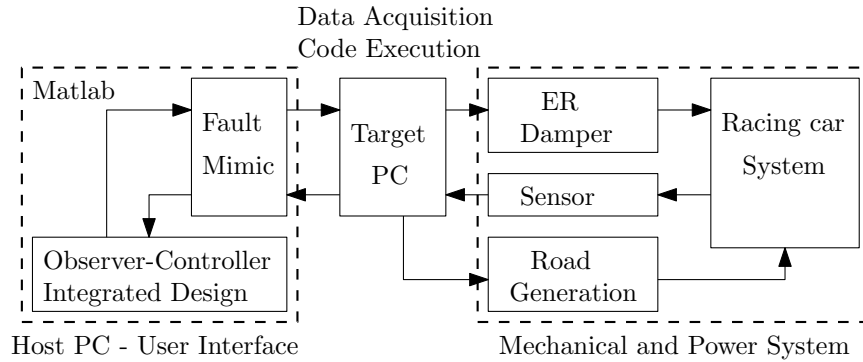 Data Acquisition
Code Execution
Matlab
Fault
Mimic
Target
PC
ER
Damper
Racing car
System
Sensor
Observer-Controller
Integrated Design
Road
Generation
Host PC - User Interface
Mechanical and Power System